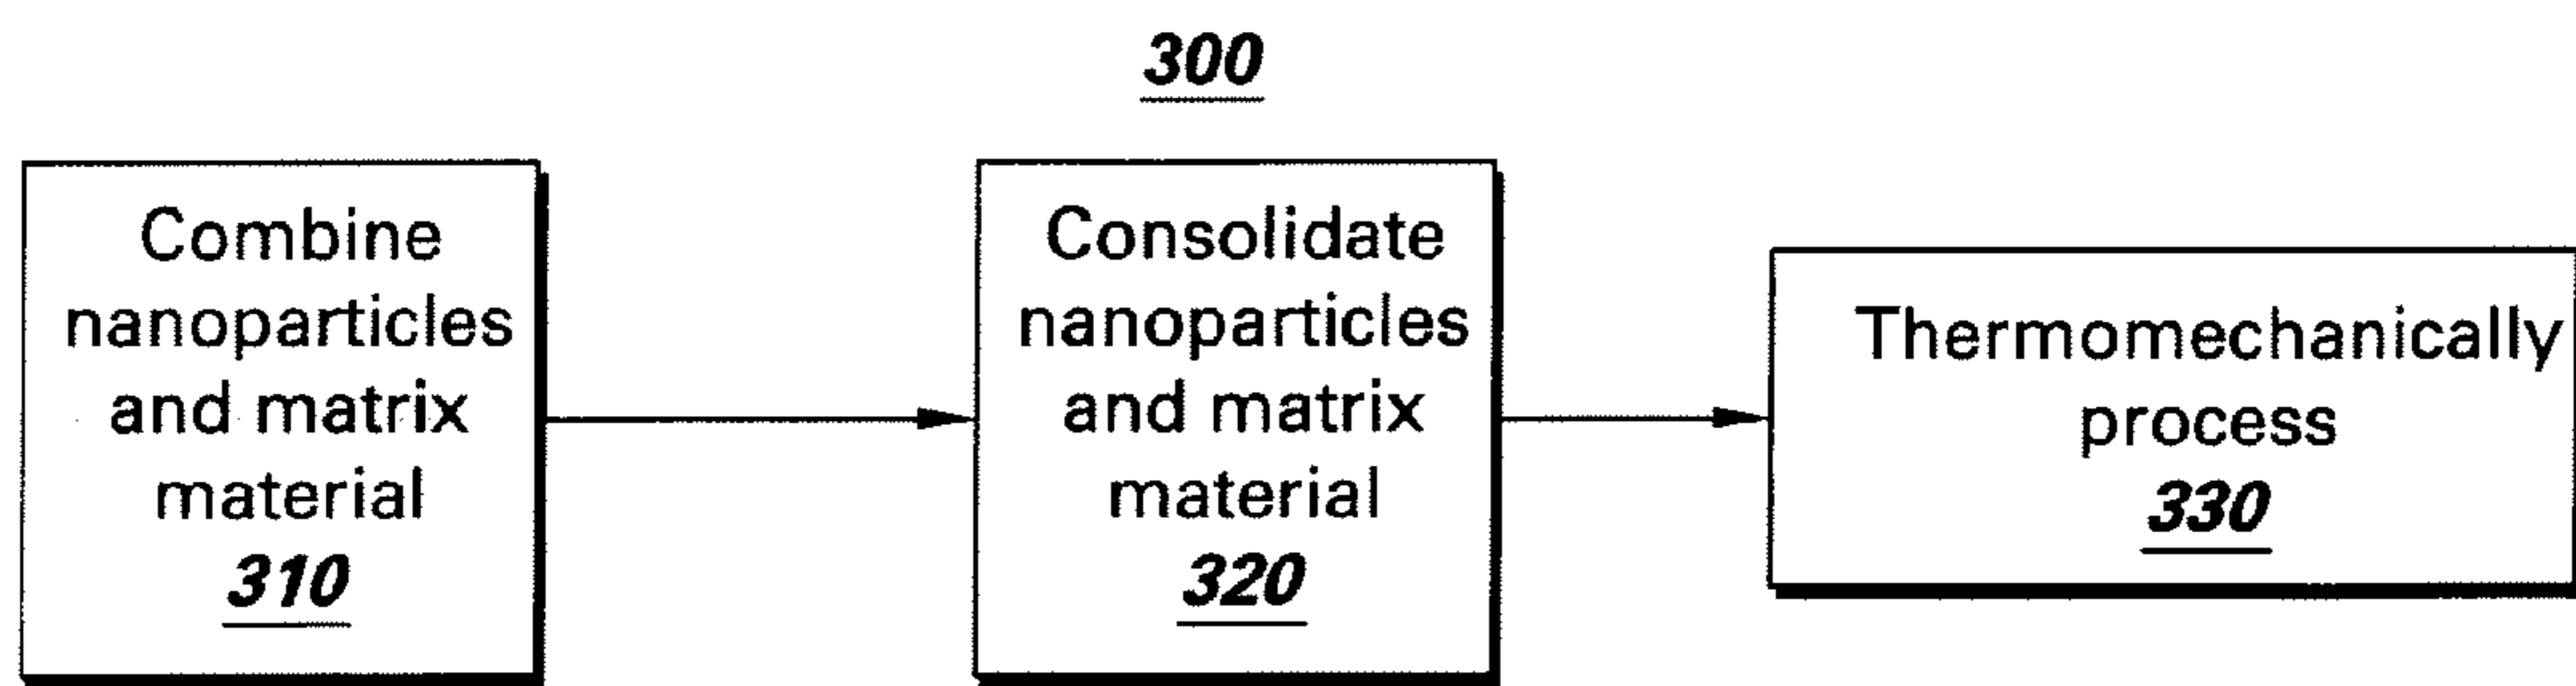 300
Combine
nanoparticles
and matrix
material
310
Consolidate
nanoparticles
and matrix
material
320
Thermomechanically
process
330